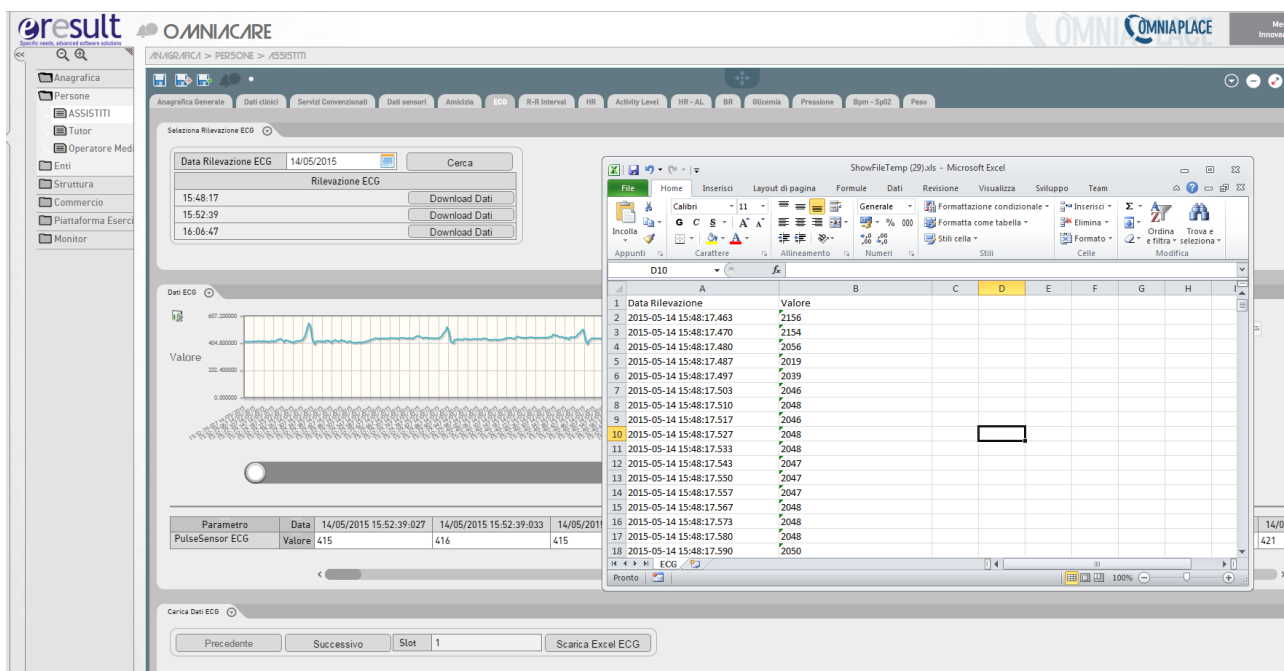 eresult
Specific needs, advanced software solutions
OMNIACARE
OMNIPLACE
OMNIAPLACE
Me
Innova
<<
ANAGRAFICA > PERSONE > ASSISTITI
Anagrafica
Persone
ASSISTITI
Tutor
Operatore Medi
Enti
Struttura
Commercio
Piattaforma Eserci
Monitor
Anagrafica Generale
Dati clinici
Servizi Convenzionati
Dati sensori
Amicizia
ECG
R-R Interval
HR
Activity Level
HR - AL
BR
Glicemia
Pressione
Bpm - Sp02
Peso
Seleziona Rilevazione ECG
Data Rilevazione ECG 14/05/2015 Cerca
Rilevazione ECG
15:48:17 Download Dati
15:52:39 Download Dati
16:06:47 Download Dati
Dati ECG
Valore
607.200000
404.800000
202.400000
0.000000
Parametro Data 14/05/2015 15:52:39:027 14/05/2015 15:52:39:033 14/05/201 14/0
PulseSensor ECG Valore 415 416 415 421
Carica Dati ECG
Precedente Successivo Slot 1 Scarica Excel ECG
ShowFileTemp (29).xls - Microsoft Excel
File Home Inserisci Layout di pagina Formule Dati Revisione Visualizza Sviluppo Team
Incolla
Calibri 11
G C S A A
Generale
% 000
Formattazione condizionale
Formatta come tabella
Stili cella
Inserisci
Elimina
Formato
Ordina e filtra
Trova e seleziona
Appunti Carattere Allineamento Numeri Stili Celle Modifica
D10 fx
A B C D E F G H
1 Data Rilevazione Valore
2 2015-05-14 15:48:17.463 2156
3 2015-05-14 15:48:17.470 2154
4 2015-05-14 15:48:17.480 2056
5 2015-05-14 15:48:17.487 2019
6 2015-05-14 15:48:17.497 2039
7 2015-05-14 15:48:17.503 2046
8 2015-05-14 15:48:17.510 2048
9 2015-05-14 15:48:17.517 2046
10 2015-05-14 15:48:17.527 2048
11 2015-05-14 15:48:17.533 2048
12 2015-05-14 15:48:17.543 2047
13 2015-05-14 15:48:17.550 2047
14 2015-05-14 15:48:17.557 2047
15 2015-05-14 15:48:17.567 2048
16 2015-05-14 15:48:17.573 2048
17 2015-05-14 15:48:17.580 2048
18 2015-05-14 15:48:17.590 2050
ECG
Pronto 100%